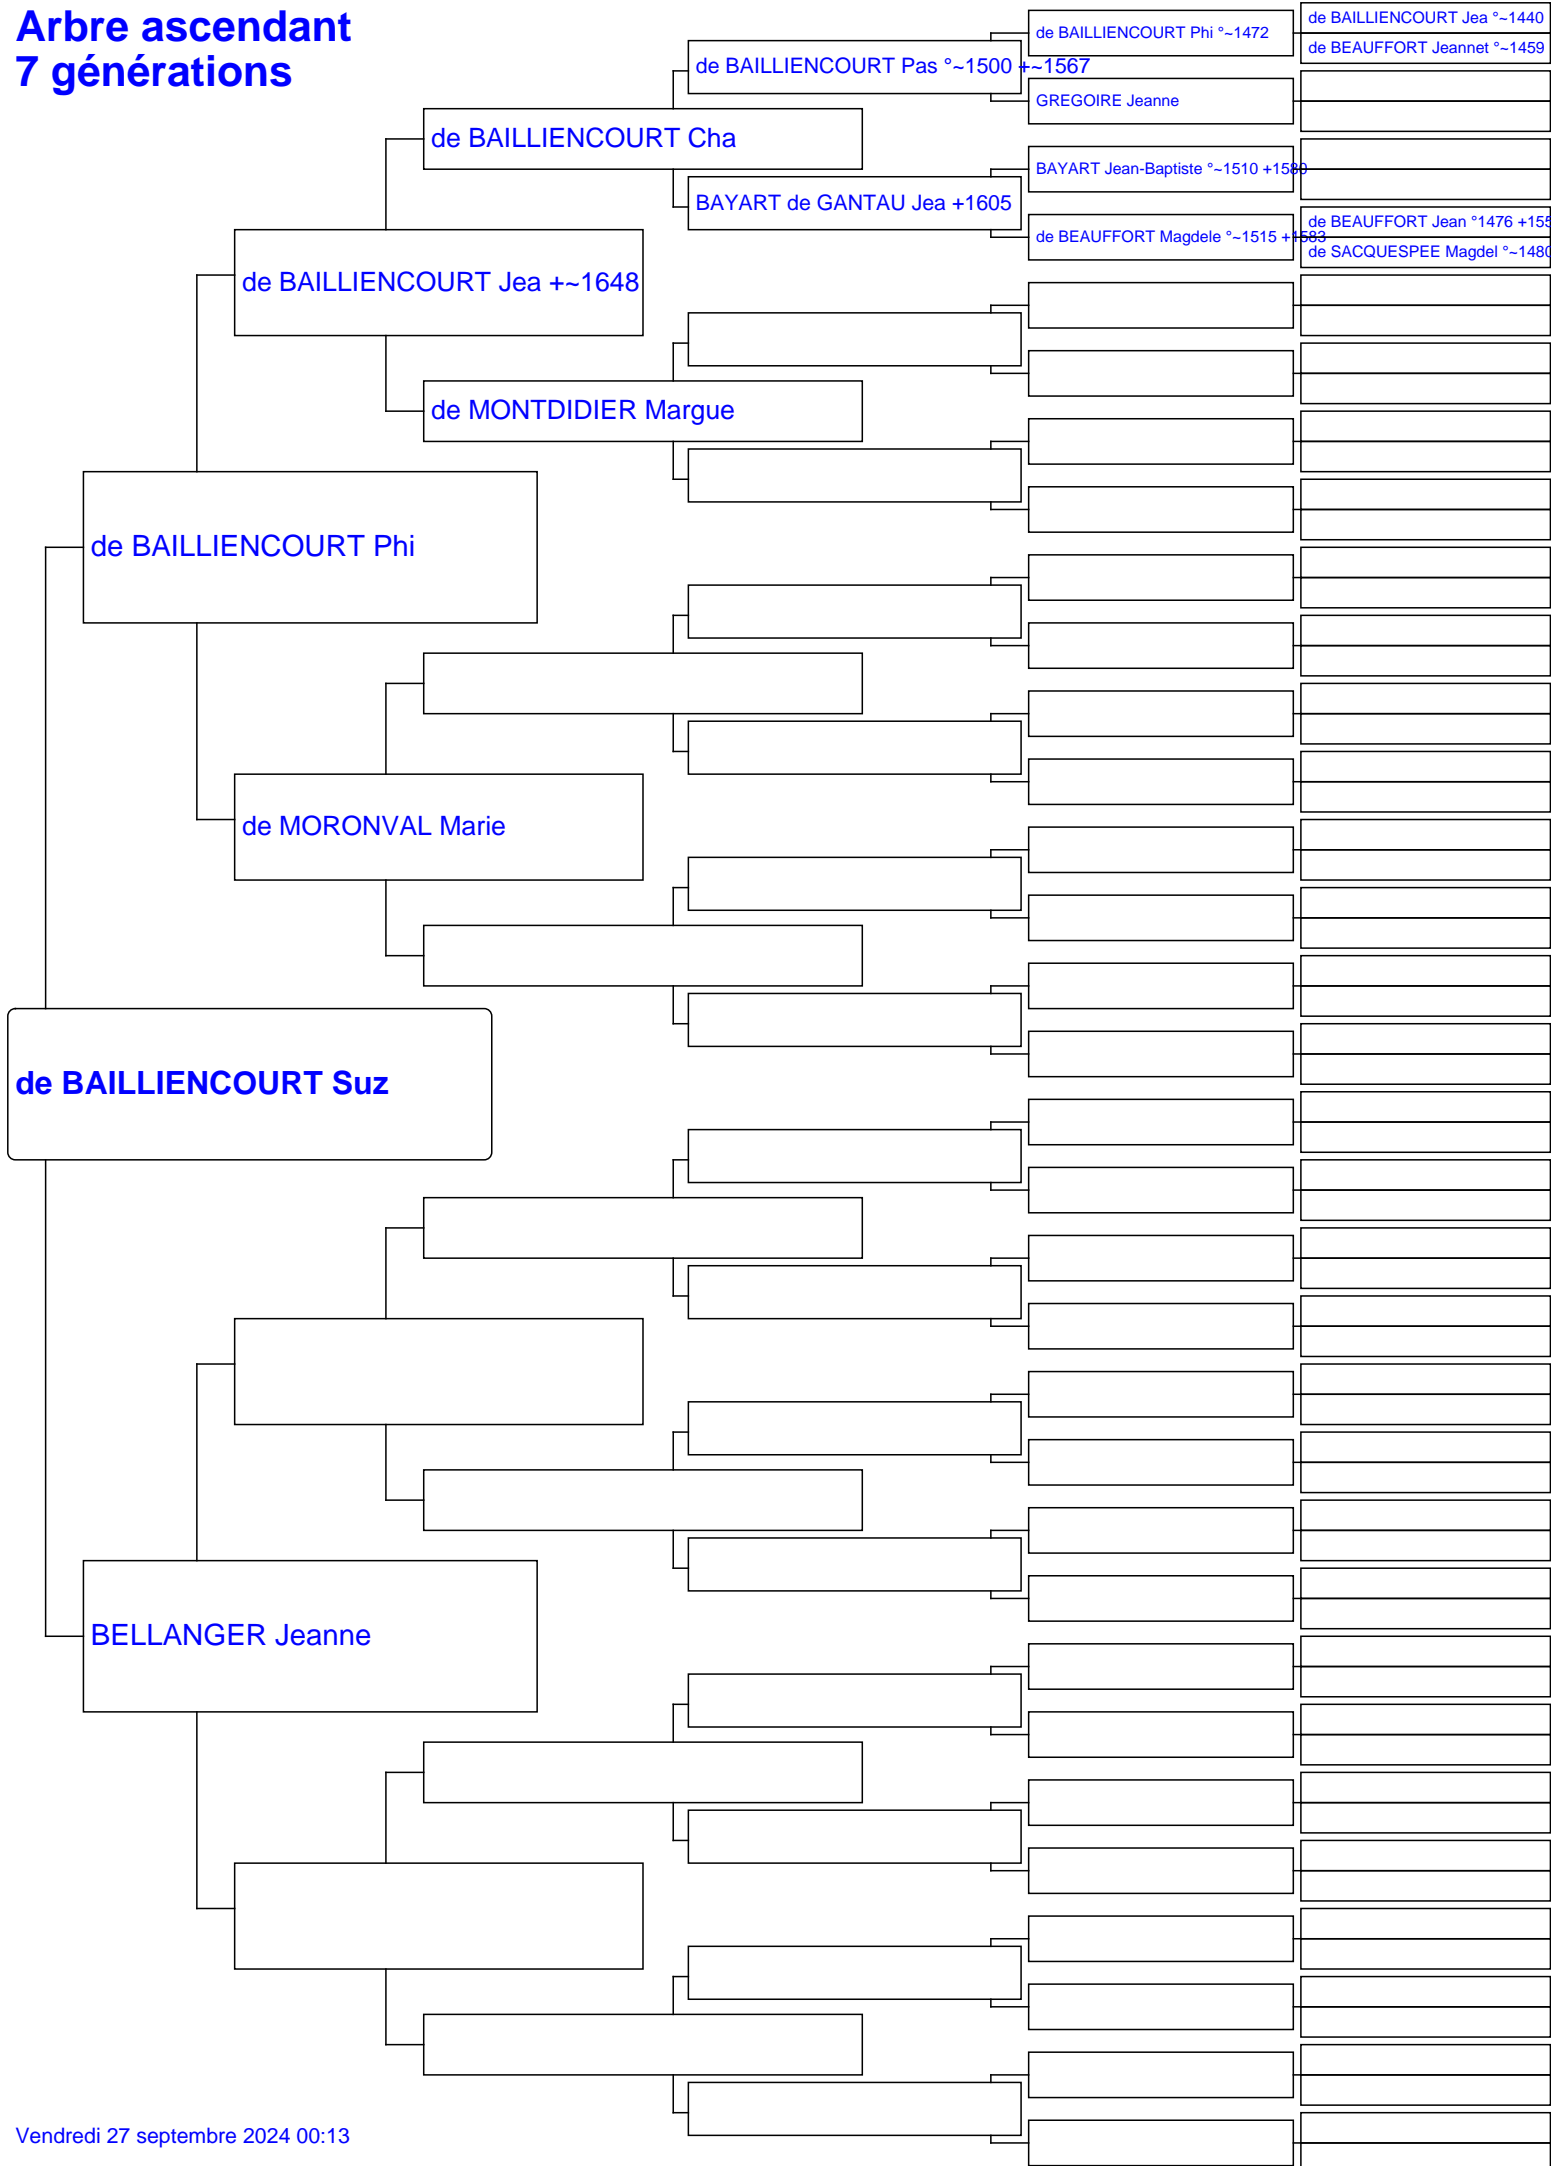 Arbre ascendant
7 générations
de BAILLIENCOURT Jea °~1440
de BAILLIENCOURT Phi °~1472
de BEAUFFORT Jeannet °~1459
de BAILLIENCOURT Pas °~1500 +~1567
GREGOIRE Jeanne
de BAILLIENCOURT Cha
BAYART Jean-Baptiste °~1510 +1580
BAYART de GANTAU Jea +1605
de BEAUFFORT Jean °1476 +155
de BEAUFFORT Magdele °~1515 +1583
de SACQUESPEE Magdel °~1480
de BAILLIENCOURT Jea +~1648
de MONTDIDIER Margue
de BAILLIENCOURT Phi
de MORONVAL Marie
de BAILLIENCOURT Suz
BELLANGER Jeanne
Vendredi 27 septembre 2024 00:13